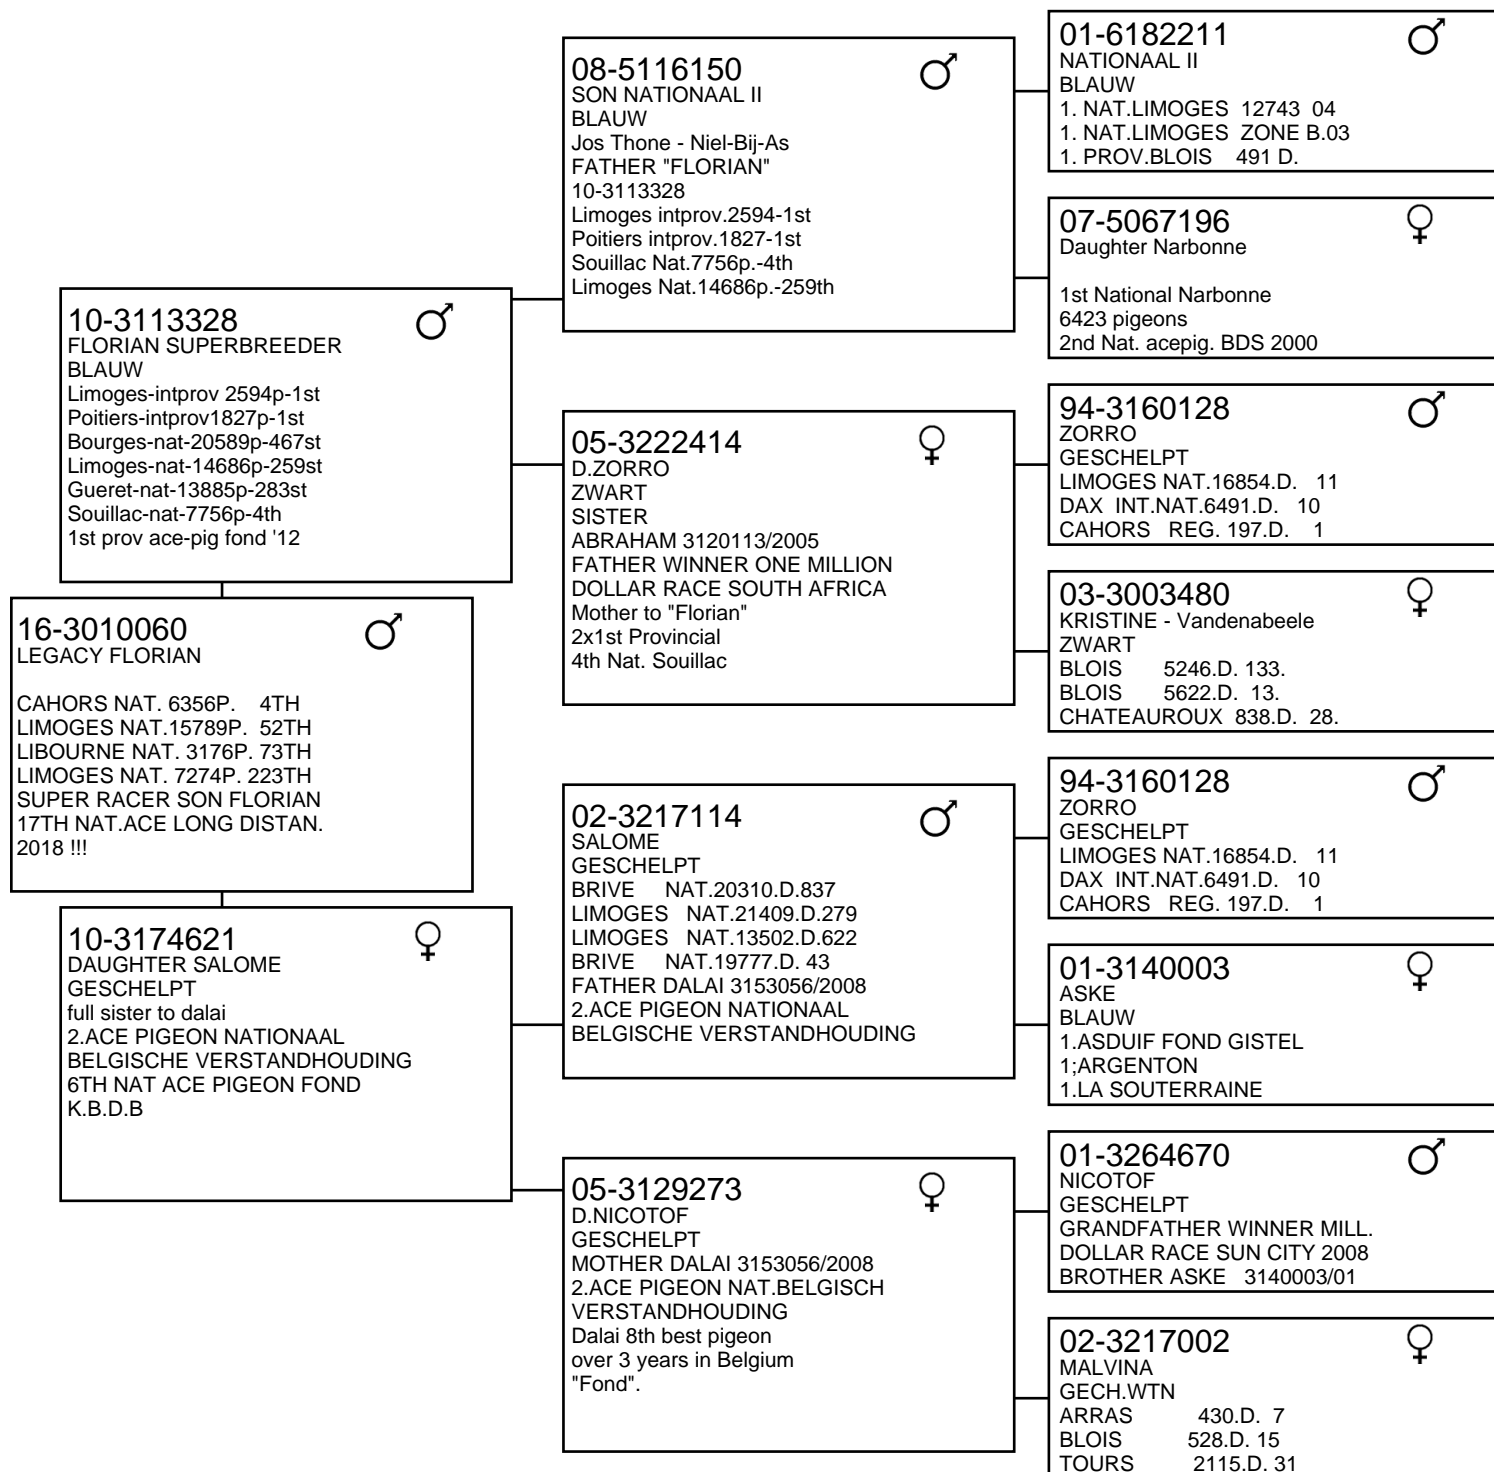 16-3010060
LEGACY FLORIAN
CAHORS NAT. 6356P. 4TH
LIMOGES NAT.15789P. 52TH
LIBOURNE NAT. 3176P. 73TH
LIMOGES NAT. 7274P. 223TH
SUPER RACER SON FLORIAN
17TH NAT.ACE LONG DISTAN.
2018 !!!
10-3113328
FLORIAN SUPERBREEDER
BLAUW
Limoges-intprov 2594p-1st
Poitiers-intprov1827p-1st
Bourges-nat-20589p-467st
Limoges-nat-14686p-259st
Gueret-nat-13885p-283st
Souillac-nat-7756p-4th
1st prov ace-pig fond '12
10-3174621
DAUGHTER SALOME
GESCHELPT
full sister to dalai
2.ACE PIGEON NATIONAAL
BELGISCHE VERSTANDHOUDING
6TH NAT ACE PIGEON FOND
K.B.D.B
08-5116150
SON NATIONAAL II
BLAUW
Jos Thone - Niel-Bij-As
FATHER "FLORIAN"
10-3113328
Limoges intprov.2594-1st
Poitiers intprov.1827-1st
Souillac Nat.7756p.-4th
Limoges Nat.14686p.-259th
05-3222414
D.ZORRO
ZWART
SISTER
ABRAHAM 3120113/2005
FATHER WINNER ONE MILLION
DOLLAR RACE SOUTH AFRICA
Mother to "Florian"
2x1st Provincial
4th Nat. Souillac
02-3217114
SALOME
GESCHELPT
BRIVE NAT.20310.D.837
LIMOGES NAT.21409.D.279
LIMOGES NAT.13502.D.622
BRIVE NAT.19777.D. 43
FATHER DALAI 3153056/2008
2.ACE PIGEON NATIONAAL
BELGISCHE VERSTANDHOUDING
05-3129273
D.NICOTOF
GESCHELPT
MOTHER DALAI 3153056/2008
2.ACE PIGEON NAT.BELGISCH
VERSTANDHOUDING
Dalai 8th best pigeon
over 3 years in Belgium
"Fond".
01-6182211
NATIONAAL II
BLAUW
1. NAT.LIMOGES 12743 04
1. NAT.LIMOGES ZONE B.03
1. PROV.BLOIS 491 D.
07-5067196
Daughter Narbonne
1st National Narbonne
6423 pigeons
2nd Nat. acepig. BDS 2000
94-3160128
ZORRO
GESCHELPT
LIMOGES NAT.16854.D. 11
DAX INT.NAT.6491.D. 10
CAHORS REG. 197.D. 1
03-3003480
KRISTINE - Vandenabeele
ZWART
BLOIS 5246.D. 133.
BLOIS 5622.D. 13.
CHATEAUROUX 838.D. 28.
94-3160128
ZORRO
GESCHELPT
LIMOGES NAT.16854.D. 11
DAX INT.NAT.6491.D. 10
CAHORS REG. 197.D. 1
01-3140003
ASKE
BLAUW
1.ASDUIF FOND GISTEL
1;ARGENTON
1.LA SOUTERRAINE
01-3264670
NICOTOF
GESCHELPT
GRANDFATHER WINNER MILL.
DOLLAR RACE SUN CITY 2008
BROTHER ASKE 3140003/01
02-3217002
MALVINA
GECH.WTN
ARRAS 430.D. 7
BLOIS 528.D. 15
TOURS 2115.D. 31